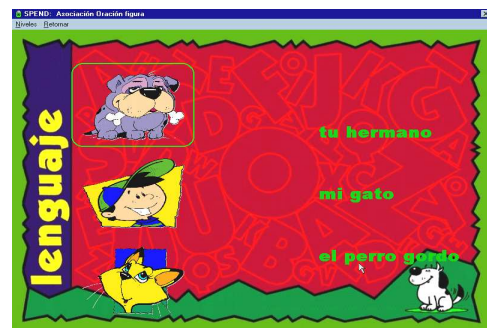 SPEND: Asociación Oración figura
Niveles Retornar
lenguaje
tu hermano
mi gato
el perro gordo